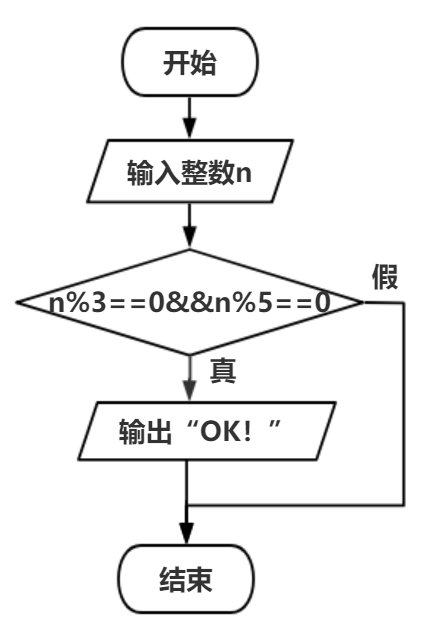 开始
输入整数n
n%3==0&&n%5==0
假
真
输出“OK！”
结束